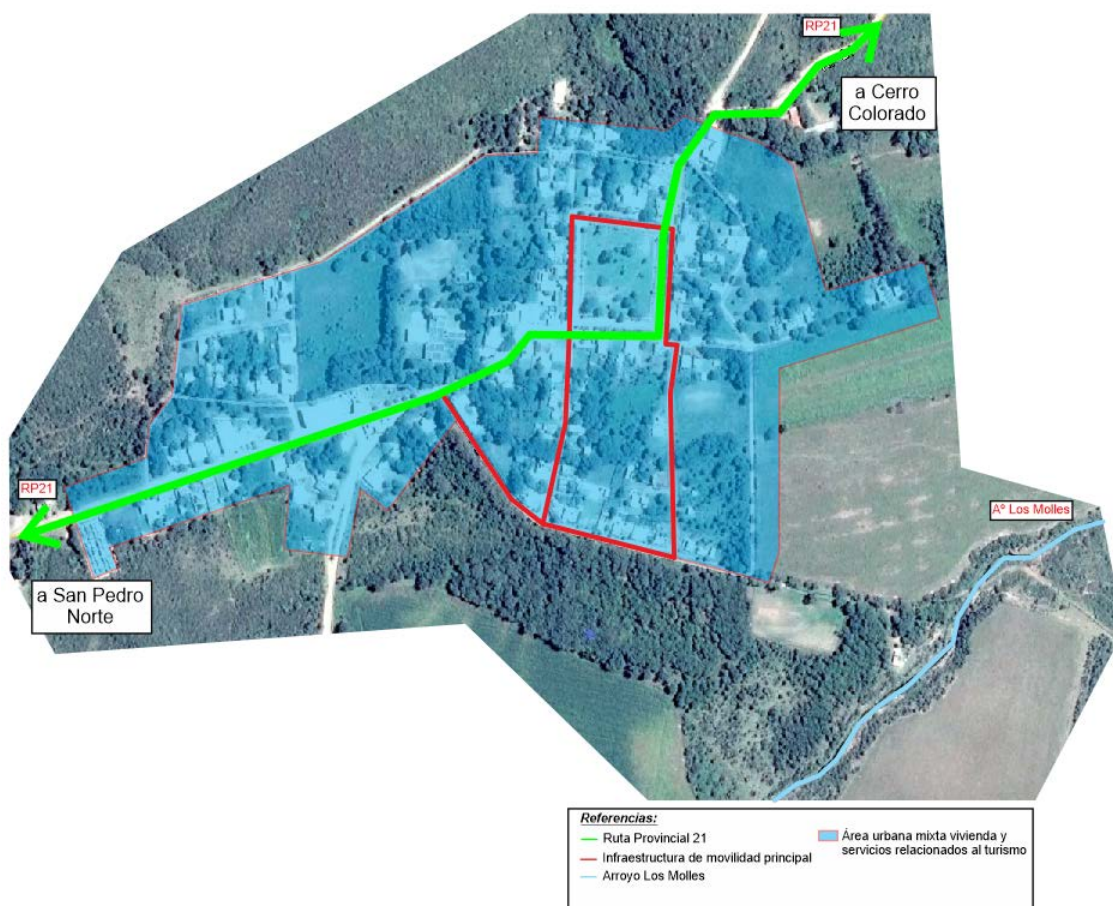 RP21
a Cerro
Colorado
RP21
a San Pedro
Norte
Aº Los Molles
Referencias:
Ruta Provincial 21
Infraestructura de movilidad principal
Arroyo Los Molles
Área urbana mixta vivienda y
servicios relacionados al turismo